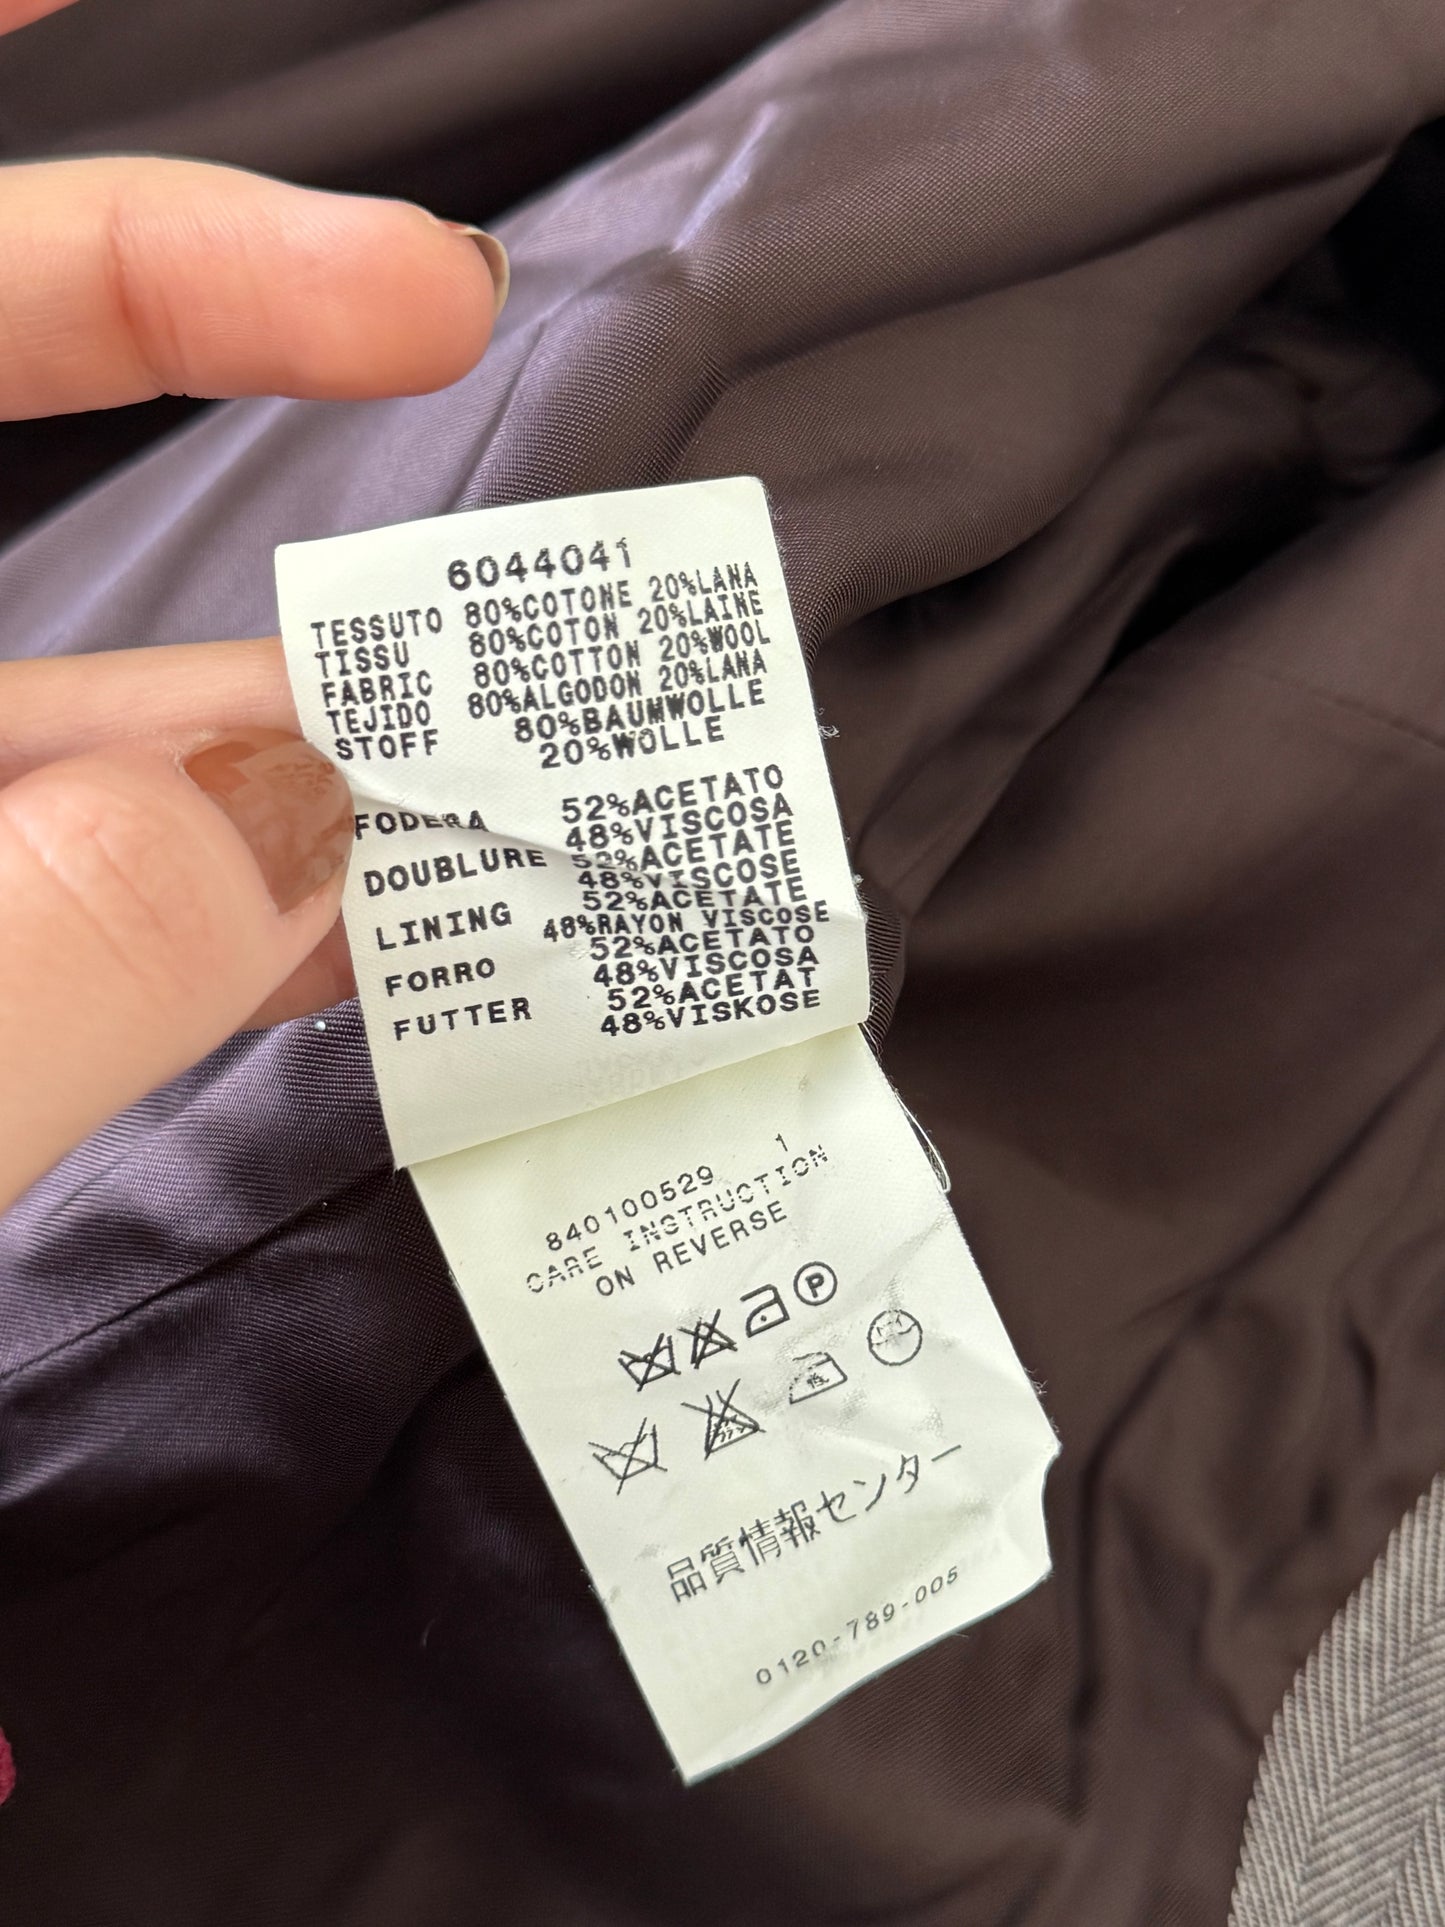 6044041
TESSUTO 80%COTONE 20%LANA
TISSU 80%COTON 20%LAINE
FABRIC 80%COTTON 20%WOOL
TEJIDO 80%ALGODON 20%LANA
STOFF 80%BAUMWOLLE
20%WOLLE
FODERA 52%ACETATO
48%VISCOSA
DOUBLURE 52%ACETATE
48%VISCOSE
LINING 52%ACETATE
48%RAYON VISCOSE
FORRO 52%ACETATO
48%VISCOSA
FUTTER 52%ACETAT
48%VISKOSE
840100529 1
CARE INSTRUCTION
ON REVERSE
P
低
品質情報センター
0120-789-005